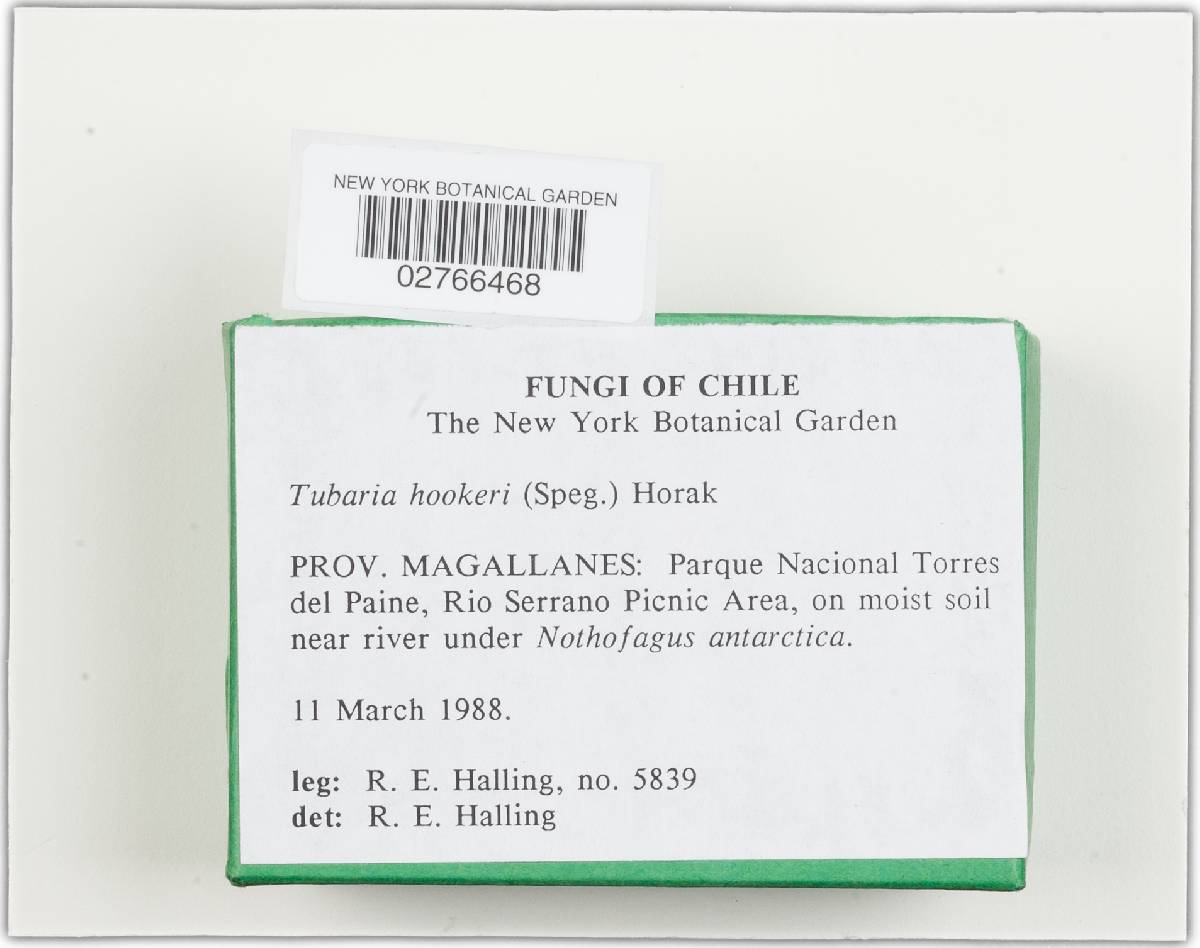 NEW YORK BOTANICAL GARDEN
02766468
FUNGI OF CHILE
The New York Botanical Garden
Tubaria hookeri (Speg.) Horak
PROV. MAGALLANES: Parque Nacional Torres
del Paine, Rio Serrano Picnic Area, on moist soil
near river under Nothofagus antarctica.
11 March 1988.
leg: R. E. Halling, no. 5839
det: R. E. Halling